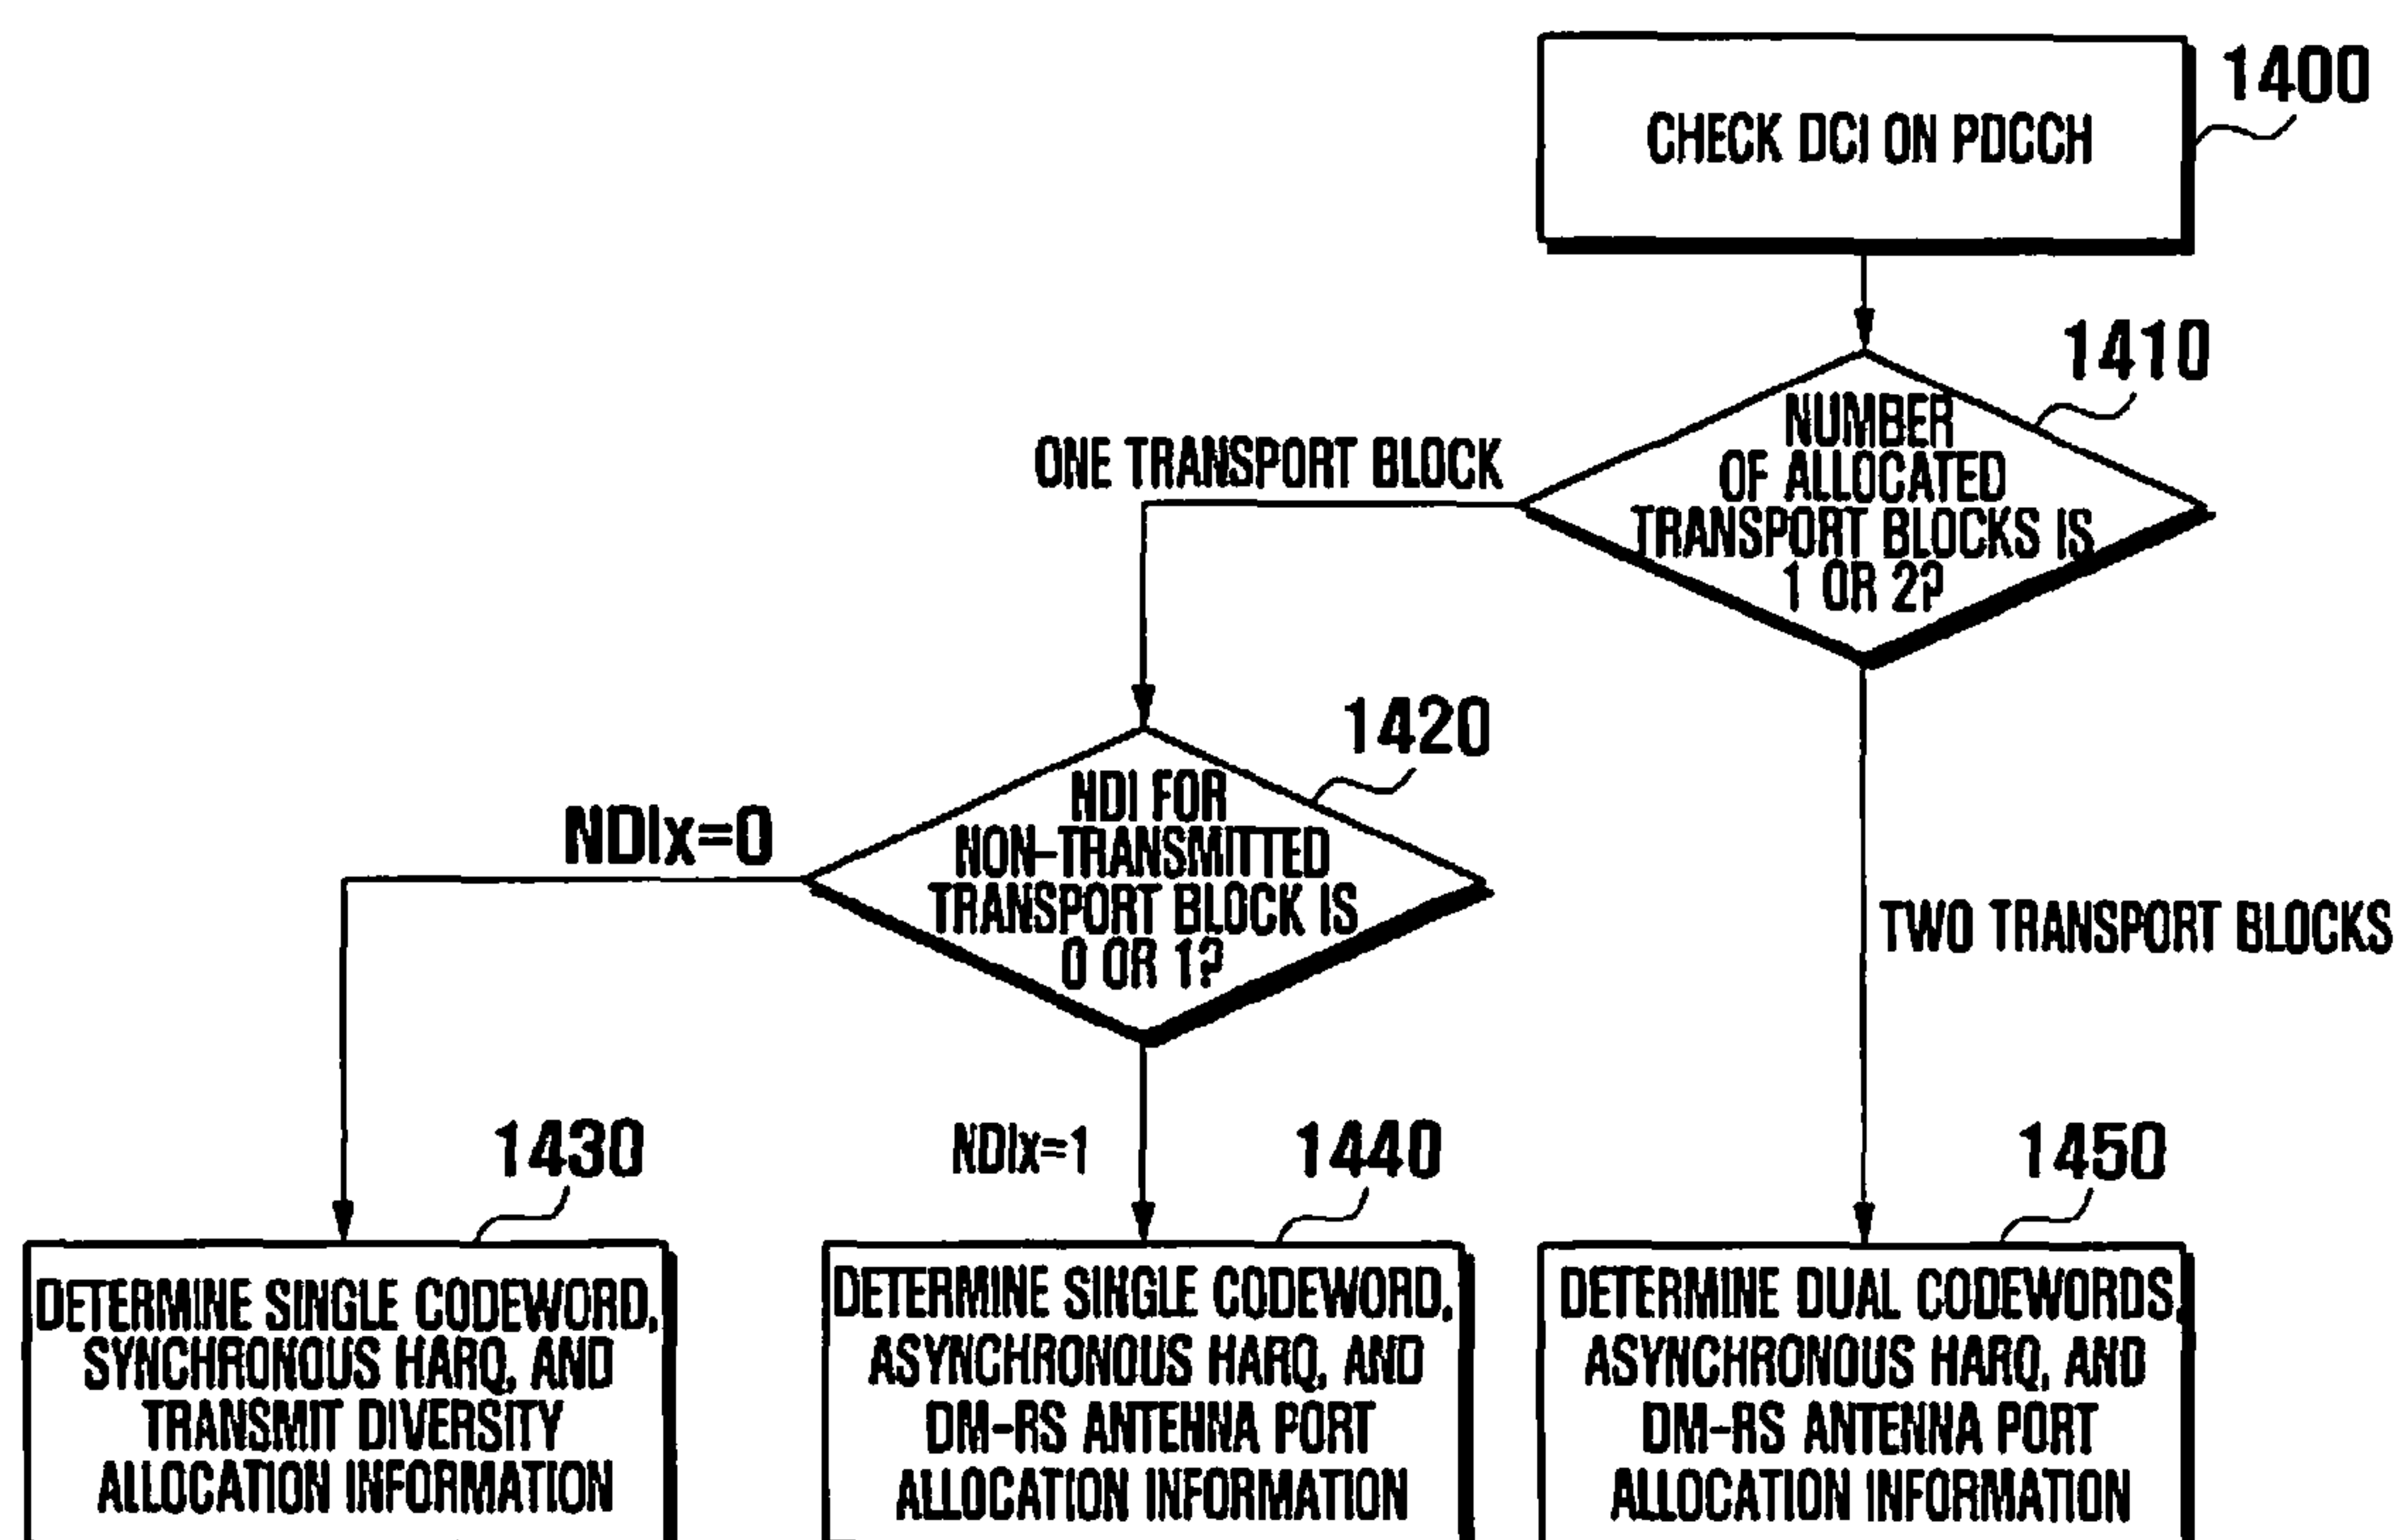 1400
CHECK DCI ON PDCCH
1410
NUMBER
OF ALLOCATED
TRANSPORT BLOCKS IS
1 OR 2?
ONE TRANSPORT BLOCK
1420
NDI FOR
NON-TRANSMITTED
TRANSPORT BLOCK IS
0 OR 1?
NDIx=0
TWO TRANSPORT BLOCKS
NDIx=1
1430
DETERMINE SINGLE CODEWORD,
SYNCHRONOUS HARQ, AND
TRANSMIT DIVERSITY
ALLOCATION INFORMATION
1440
DETERMINE SINGLE CODEWORD,
ASYNCHRONOUS HARQ, AND
DM-RS ANTENNA PORT
ALLOCATION INFORMATION
1450
DETERMINE DUAL CODEWORDS,
ASYNCHRONOUS HARQ, AND
DM-RS ANTENNA PORT
ALLOCATION INFORMATION